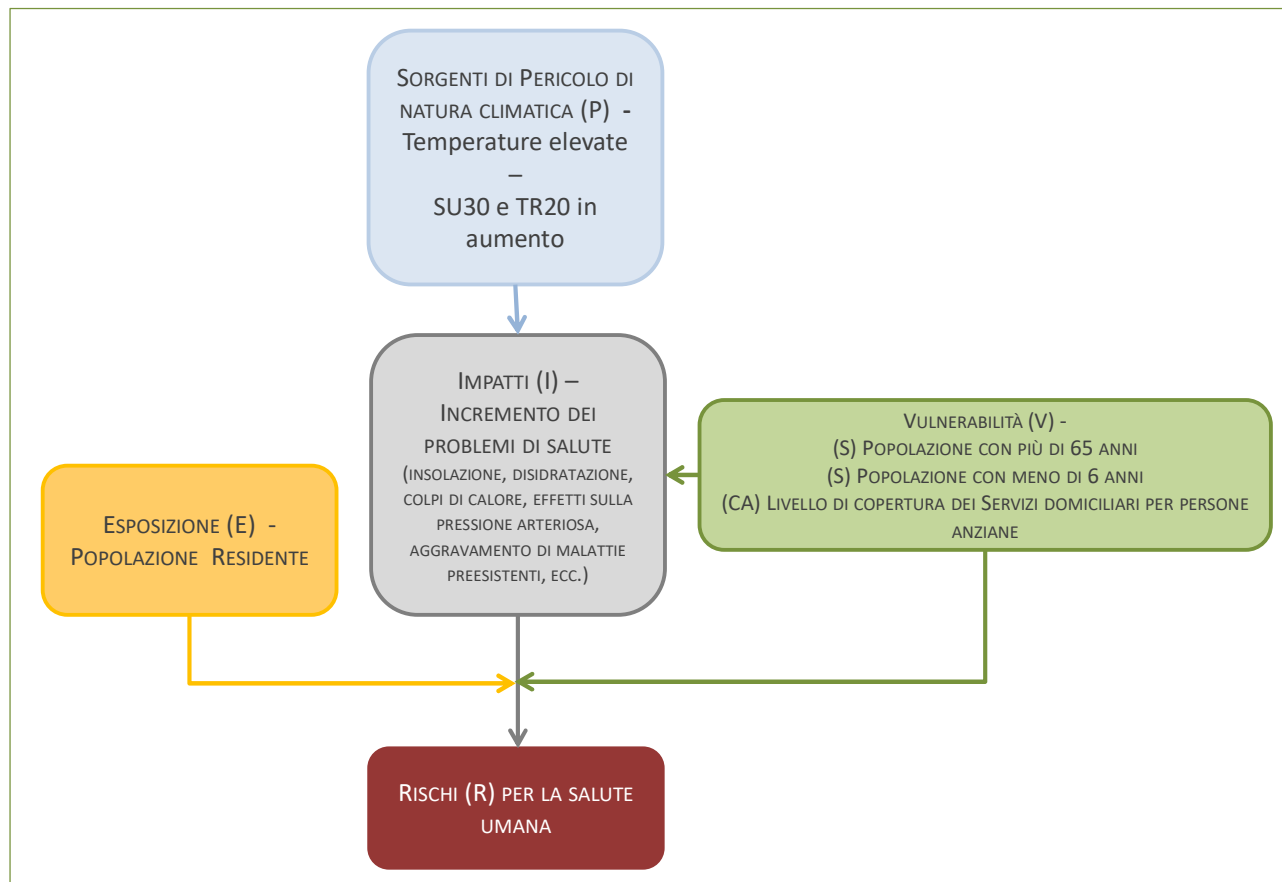 Sorgenti di Pericolo di
natura climatica (P) -
Temperature elevate
–
SU30 e TR20 in
aumento
Impatti (I) –
Incremento dei
problemi di salute
(insolazione, disidratazione,
colpi di calore, effetti sulla
pressione arteriosa,
aggravamento di malattie
preesistenti, ecc.)
Vulnerabilità (V) -
(S) Popolazione con più di 65 anni
(S) Popolazione con meno di 6 anni
(CA) Livello di copertura dei Servizi domiciliari per persone
anziane
Esposizione (E) -
Popolazione Residente
Rischi (R) per la salute
umana